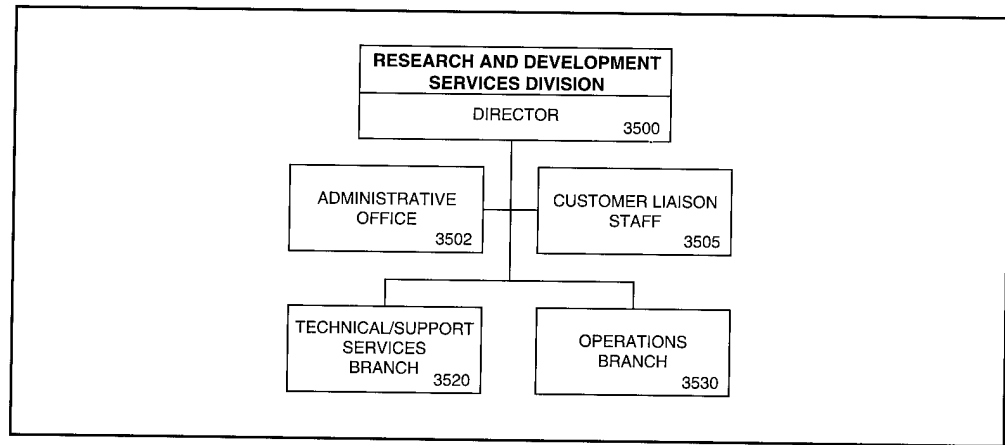 RESEARCH AND DEVELOPMENT
SERVICES DIVISION
DIRECTOR
3500
ADMINISTRATIVE
OFFICE
3502
CUSTOMER LIAISON
STAFF
3505
TECHNICAL/SUPPORT
SERVICES
BRANCH
3520
OPERATIONS
BRANCH
3530